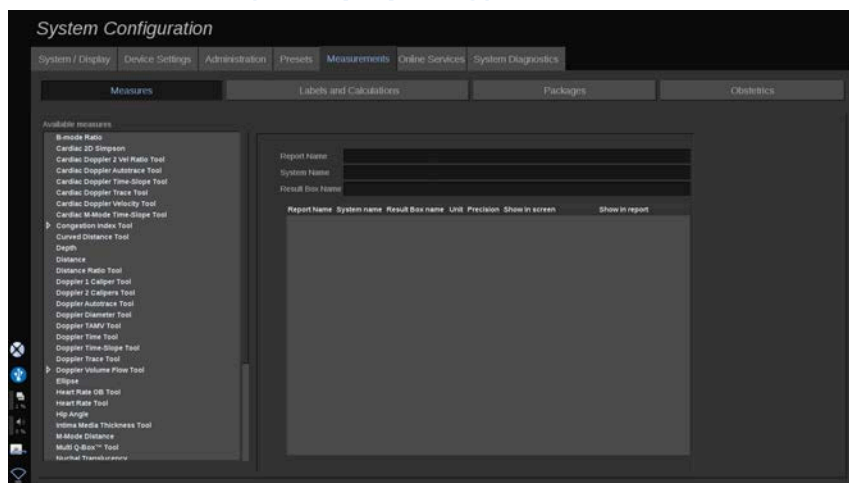 System Configuration
System / Display Device Settings Administration Presets Measurements Online Services System Diagnostics
Measures Labels and Calculations Packages Obstetrics
Available measures
B-mode Ratio
Cardiac 2D Simpson
Cardiac Doppler 2 Vel Ratio Tool
Cardiac Doppler Autotrace Tool
Cardiac Doppler Time-Slope Tool
Cardiac Doppler Trace Tool
Cardiac Doppler Velocity Tool
Cardiac M-Mode Time-Slope Tool
Congestion Index Tool
Curved Distance Tool
Depth
Distance
Distance Ratio Tool
Doppler 1 Caliper Tool
Doppler 2 Calipers Tool
Doppler Autotrace Tool
Doppler Diameter Tool
Doppler TAMV Tool
Doppler Time Tool
Doppler Time-Slope Tool
Doppler Trace Tool
Doppler Volume Flow Tool
Ellipse
Heart Rate OB Tool
Heart Rate Tool
Hip Angle
Intima Media Thickness Tool
M-Mode Distance
Multi Q-Box™ Tool
Nuchal Translucency
Report Name
System Name
Result Box Name
Report Name System name Result Box name Unit Precision Show in screen Show in report